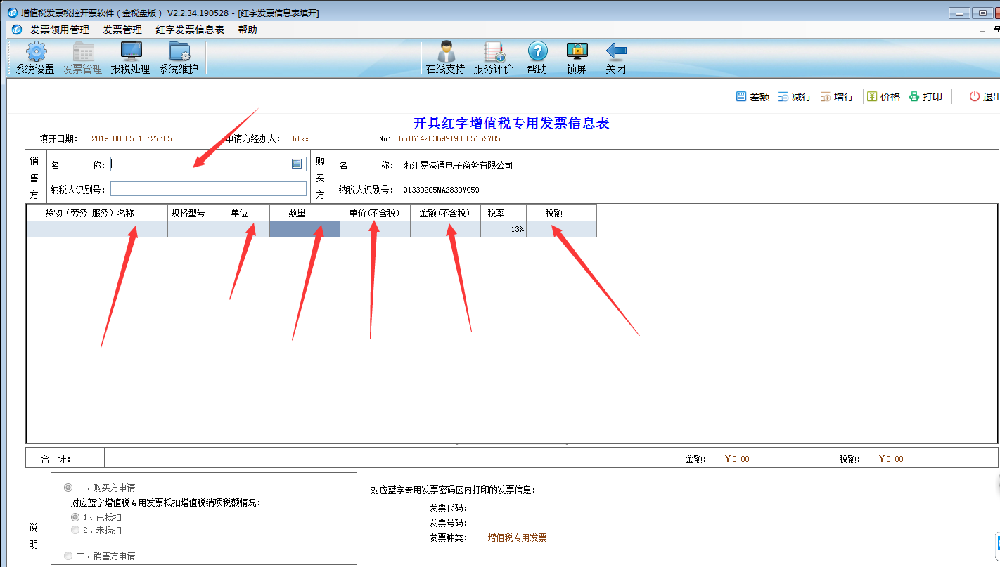 增值税发票税控开票软件（金税盘版） V2.2.34.190528 - [红字发票信息表填开]
发票领用管理 发票管理 红字发票信息表 帮助
系统设置 发票管理 报税处理 系统维护 在线支持 服务评价 帮助 锁屏 关闭
差额 减行 增行 价格 打印 退出
开具红字增值税专用发票信息表
填开日期： 2019-08-05 15:27:05 申请方经办人： htxx No: 661614283699190805152705
销售方 名 称： 购买方 名 称： 浙江易港通电子商务有限公司
纳税人识别号： 纳税人识别号： 91330205MA2830MG59
货物（劳务 服务）名称 规格型号 单位 数量 单价(不含税) 金额(不含税) 税率 税额
13%
合 计： 金额： ￥0.00 税额： ￥0.00
说明
一、购买方申请
对应蓝字增值税专用发票抵扣增值税销项税额情况：
1、已抵扣
2、未抵扣
二、销售方申请
对应蓝字专用发票密码区内打印的发票信息：
发票代码：
发票号码：
发票种类： 增值税专用发票